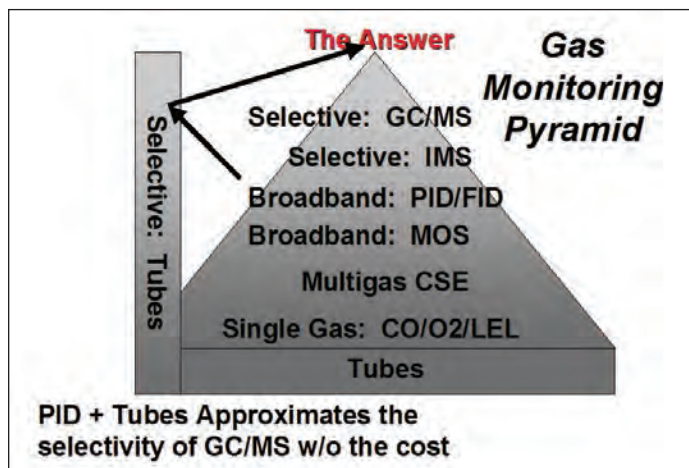 The Answer
Gas
Monitoring
Pyramid
Selective: GC/MS
Selective: IMS
Broadband: PID/FID
Broadband: MOS
Multigas CSE
Single Gas: CO/O2/LEL
Tubes
Selective: Tubes
PID + Tubes Approximates the
selectivity of GC/MS w/o the cost